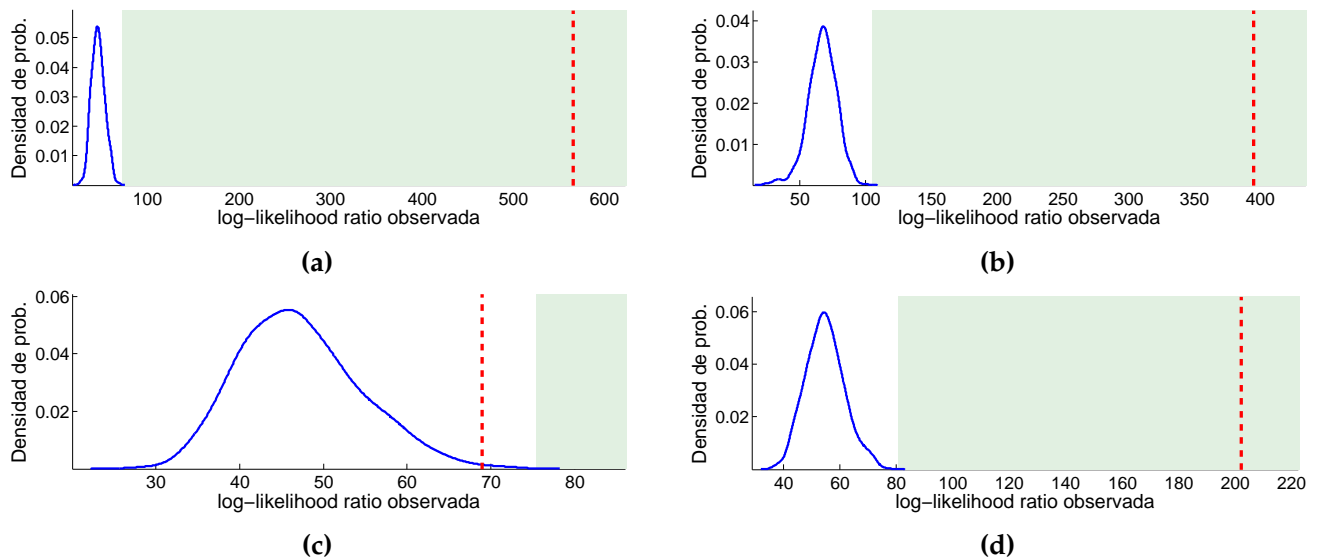 Densidad de prob.
0.05
0.04
0.03
0.02
0.01
100 200 300 400 500 600
log−likelihood ratio observada
(a)
Densidad de prob.
0.04
0.03
0.02
0.01
50 100 150 200 250 300 350 400
log−likelihood ratio observada
(b)
Densidad de prob.
0.06
0.04
0.02
30 40 50 60 70 80
log−likelihood ratio observada
(c)
Densidad de prob.
0.06
0.04
0.02
40 60 80 100 120 140 160 180 200 220
log−likelihood ratio observada
(d)